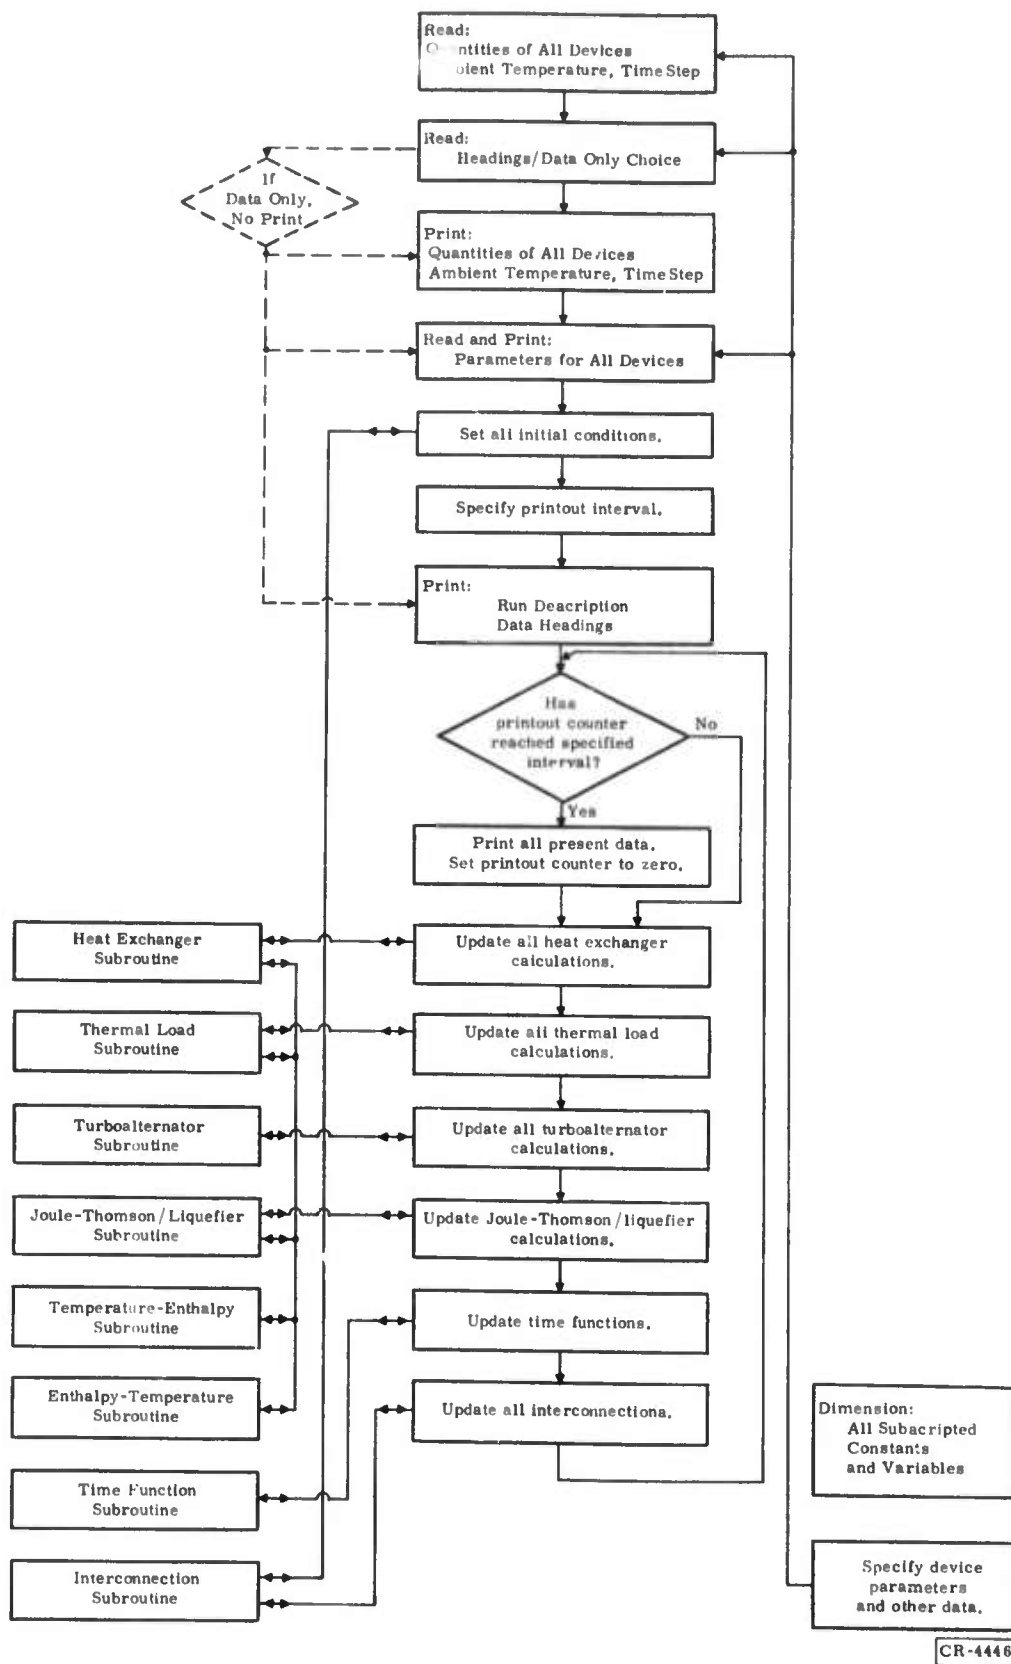 Read:
Quantities of All Devices
Ambient Temperature, Time Step
Read:
Headings/Data Only Choice
If
Data Only,
No Print
Print:
Quantities of All Devices
Ambient Temperature, Time Step
Read and Print:
Parameters for All Devices
Set all initial conditions.
Specify printout interval.
Print:
Run Deacription
Data Headings
Has
printout counter
reached specified
interval?
No
Yes
Print all present data.
Set printout counter to zero.
Heat Exchanger
Subroutine
Update all heat exchanger
calculations.
Thermal Load
Subroutine
Update all thermal load
calculations.
Turboalternator
Subroutine
Update all turboalternator
calculations.
Joule-Thomson/Liquefier
Subroutine
Update Joule-Thomson/liquefier
calculations.
Temperature-Enthalpy
Subroutine
Update time functions.
Enthalpy-Temperature
Subroutine
Update all interconnectiona.
Dimension:
All Subacripted
Constants
and Variables
Time Function
Subroutine
Interconnection
Subroutine
Specify device
parameters
and other data.
CR-4446